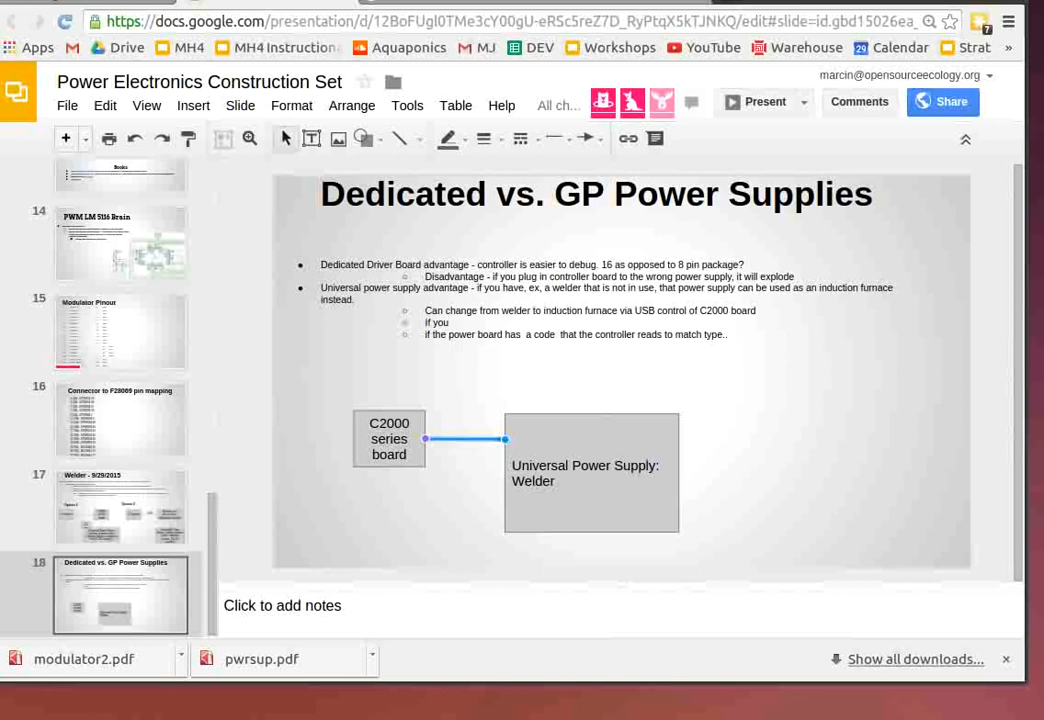 https://docs.google.com/presentation/d/12BoFUgI0TMe3cY00gU-eRSc5reZ7D_RyPtqX5kTJNKQ/edit#slide=id.gbd15026ea_
Apps Drive MH4 MH4 Instruction Aquaponics MJ DEV Workshops YouTube Warehouse 29 Calendar Strat »
7
marcin@opensourceecology.org
Power Electronics Construction Set
File Edit View Insert Slide Format Arrange Tools Table Help All ch...
Present Comments Share
Books
14
PWM LM 5116 Brain
15
Modulator Pinout
16
Connector to F28069 pin mapping
17
Welder - 9/29/2015
18
Dedicated vs. GP Power Supplies
Dedicated vs. GP Power Supplies
● Dedicated Driver Board advantage - controller is easier to debug. 16 as opposed to 8 pin package?
○ Disadvantage - if you plug in controller board to the wrong power supply, it will explode
● Universal power supply advantage - if you have, ex, a welder that is not in use, that power supply can be used as an induction furnace
instead.
○ Can change from welder to induction furnace via USB control of C2000 board
○ If you
○ if the power board has a code that the controller reads to match type..
C2000
series
board
Universal Power Supply:
Welder
Click to add notes
modulator2.pdf pwrsup.pdf Show all downloads... ×